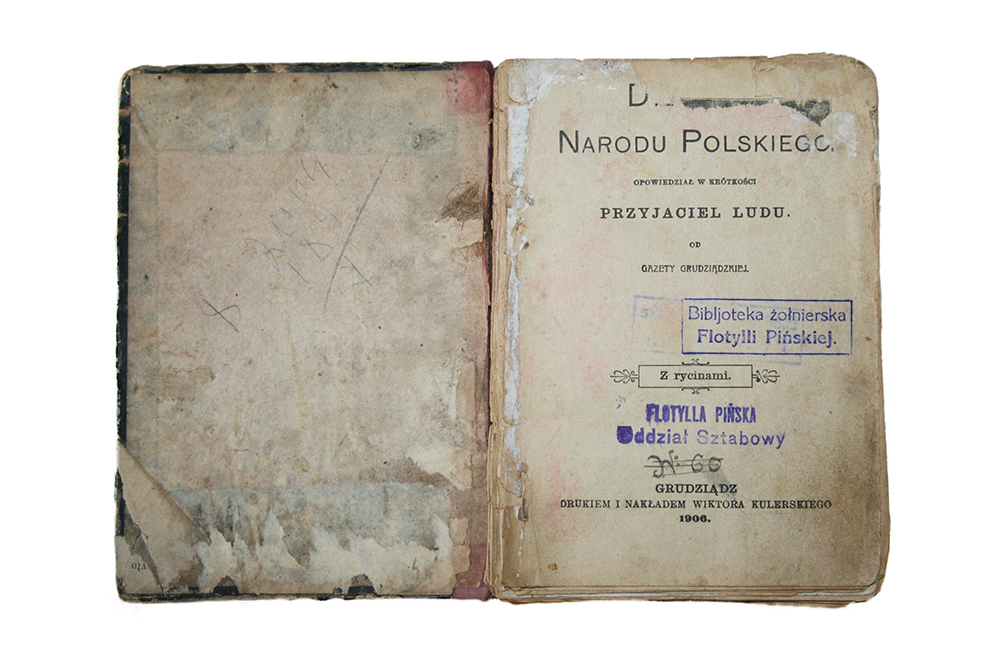 D
NARODU POLSKIEGO.
OPOWIEDZIAŁ W KRÓTKOŚCI
PRZYJACIEL LUDU.
OD
GAZETY GRUDZIĄDZKIEJ.
Bibljoteka żołnierska
Flotylli Pińskiej.
Z rycinami.
FLOTYLLA PIŃSKA
Oddział Sztabowy
№ 60
GRUDZIĄDZ
DRUKIEM I NAKŁADEM WIKTORA KULERSKIEGO
1906.